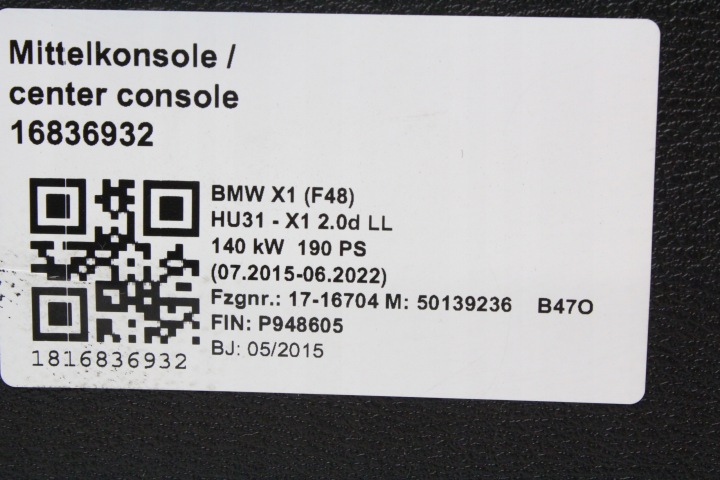 Mittelkonsole /
center console
16836932
BMW X1 (F48)
HU31 - X1 2.0d LL
140 kW 190 PS
(07.2015-06.2022)
Fzgnr.: 17-16704 M: 50139236 B47O
FIN: P948605
BJ: 05/2015
1816836932